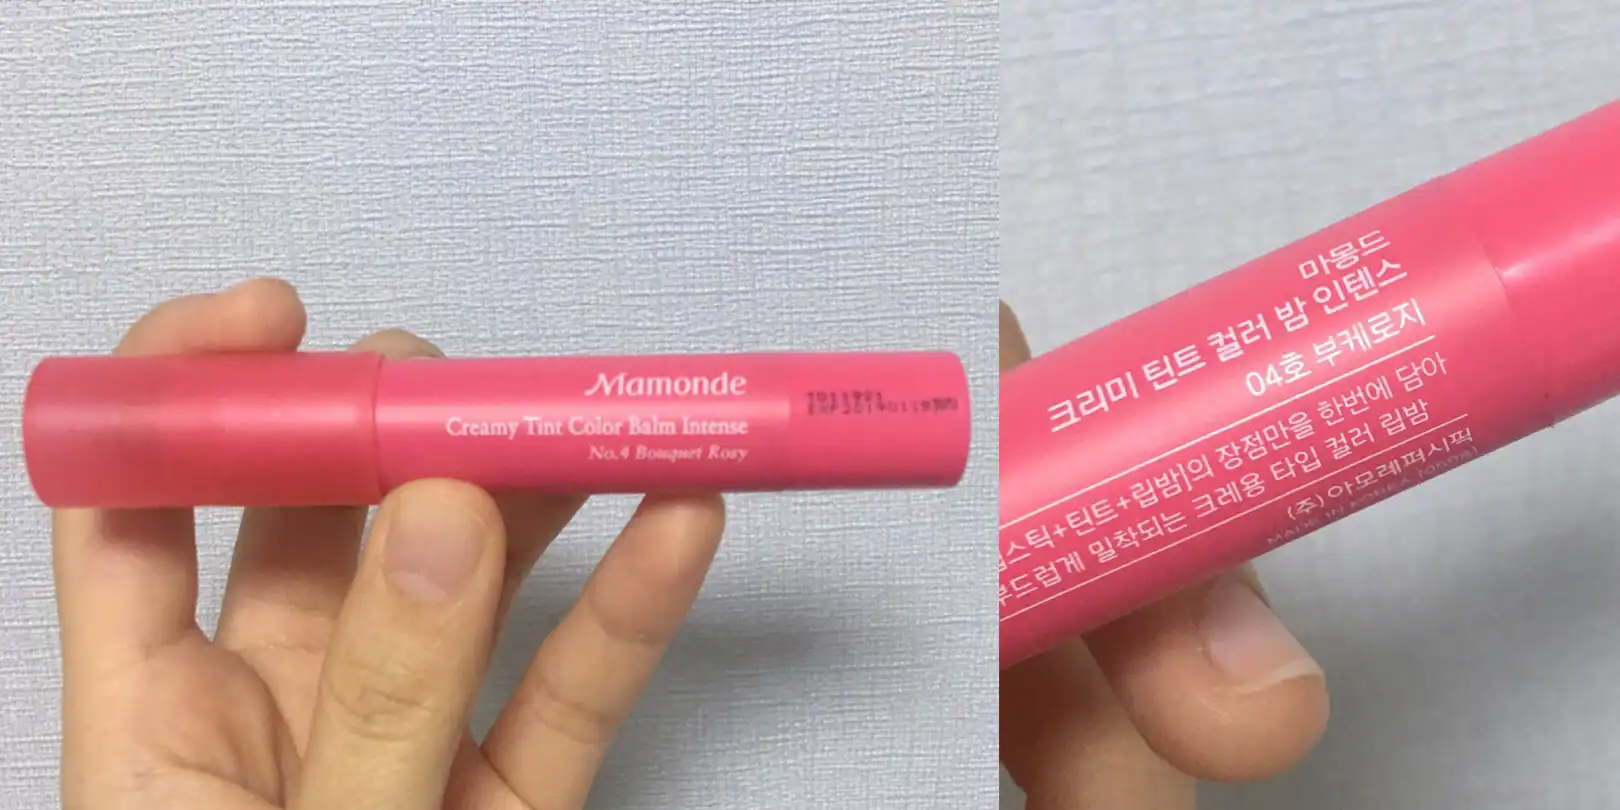 Mamonde
Creamy Tint Color Balm Intense
No.4 Bouquet Rosy
마몽드
크리미 틴트 컬러 밤 인텐스
04호 부케로지
스틱+틴트+립밤]의 장점만을 한번에 담아
부드럽게 밀착되는 크레용 타입 컬러 립밤
(주)아모레퍼시픽
MADE IN KOREA